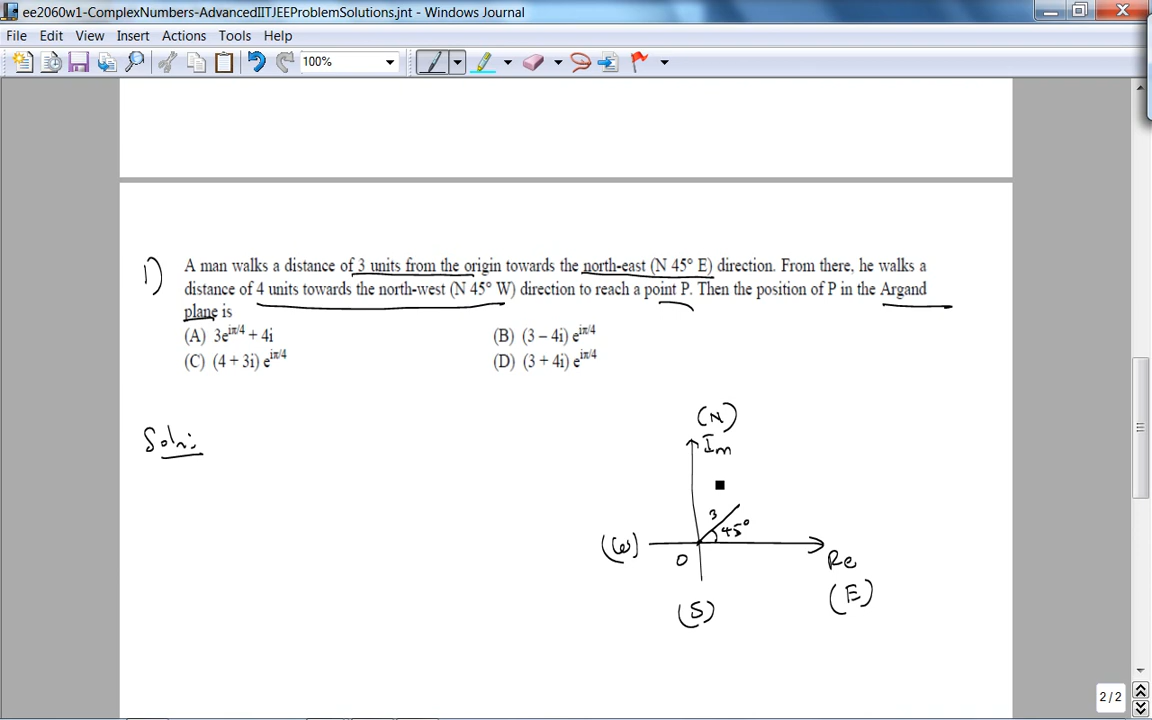 ee2060w1-ComplexNumbers-AdvancedIITJEEProblemSolutions.jnt - Windows Journal
File Edit View Insert Actions Tools Help
100%
1) A man walks a distance of 3 units from the origin towards the north-east (N 45° E) direction. From there, he walks a
distance of 4 units towards the north-west (N 45° W) direction to reach a point P. Then the position of P in the Argand
plane is
(A) 3e^{iπ/4} + 4i (B) (3 – 4i) e^{iπ/4}
(C) (4 + 3i) e^{iπ/4} (D) (3 + 4i) e^{iπ/4}
(N)
Soln:
Im
3
45°
(W)
O
Re
(E)
(S)
2 / 2